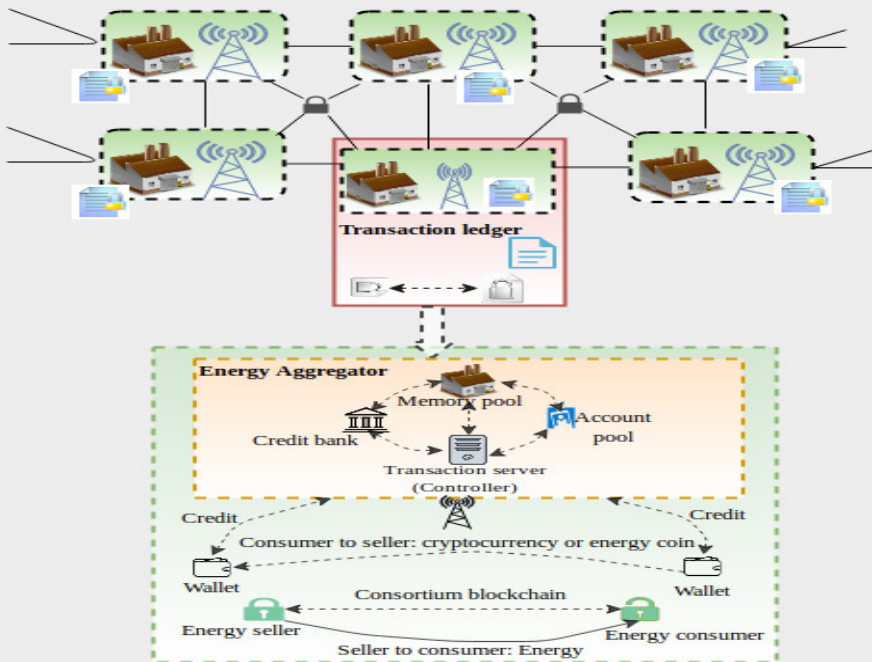 Transaction ledger
Energy Aggregator
Memory pool
Credit bank
Account
pool
Transaction server
(Controller)
Credit
Credit
Consumer to seller: cryptocurrency or energy coin
Wallet
Wallet
Consortium blockchain
Energy seller
Energy consumer
Seller to consumer: Energy